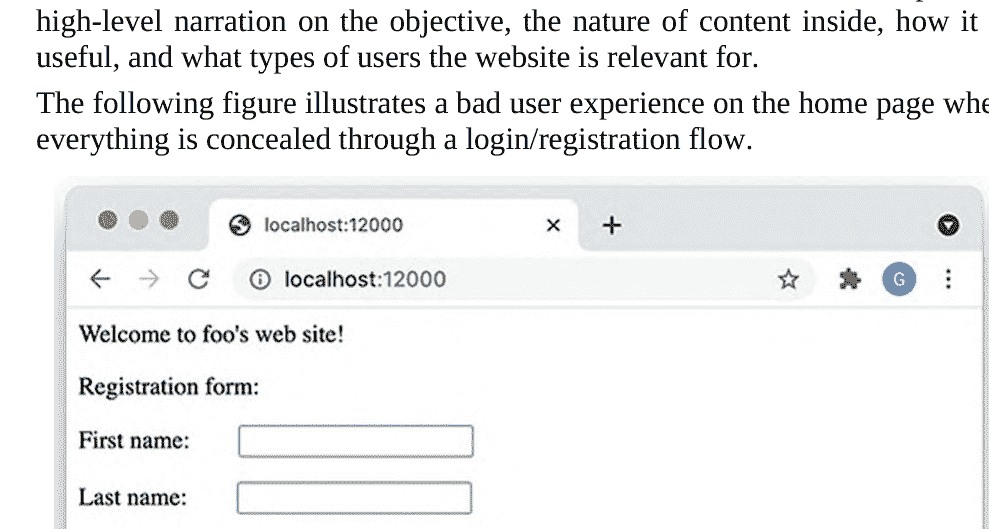 high-level narration on the objective, the nature of content inside, how it
useful, and what types of users the website is relevant for.
The following figure illustrates a bad user experience on the home page
everything is concealed through a login/registration flow.
localhost:12000
localhost:12000
G
Welcome to foo's web site!
Registration form:
First name:
Last name: